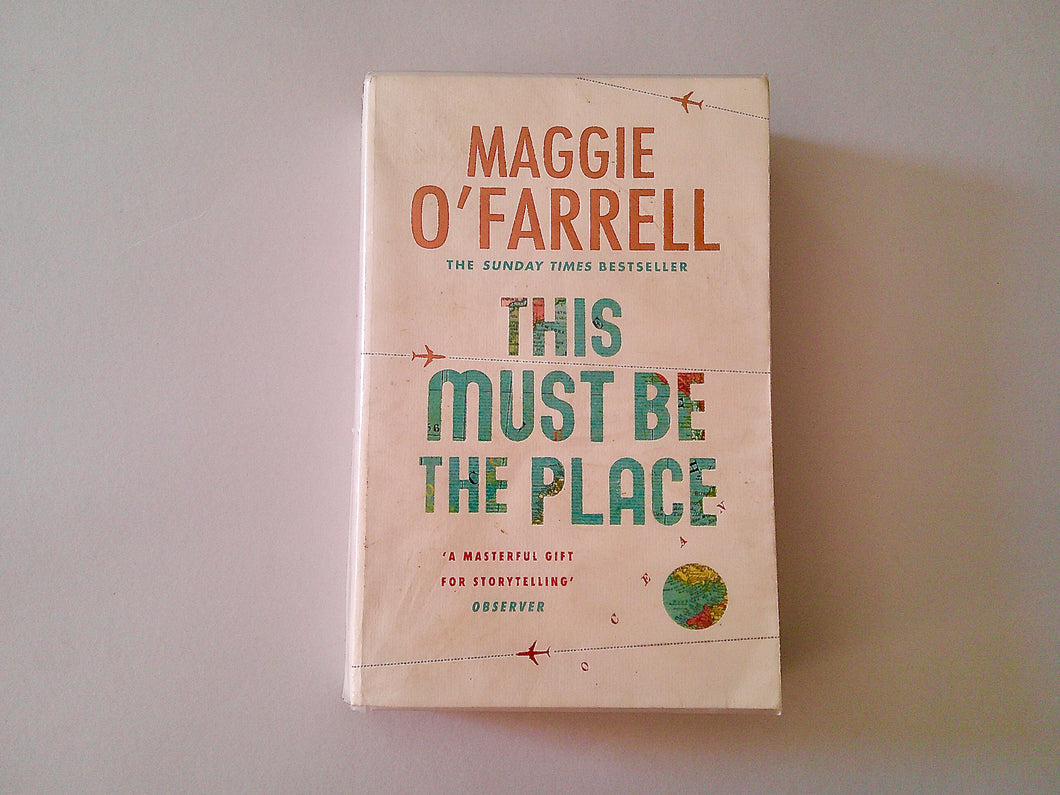 MAGGIE
O'FARRELL
THE SUNDAY TIMES BESTSELLER
THIS
MUST BE
THE PLACE
'A MASTERFUL GIFT
FOR STORYTELLING'
OBSERVER